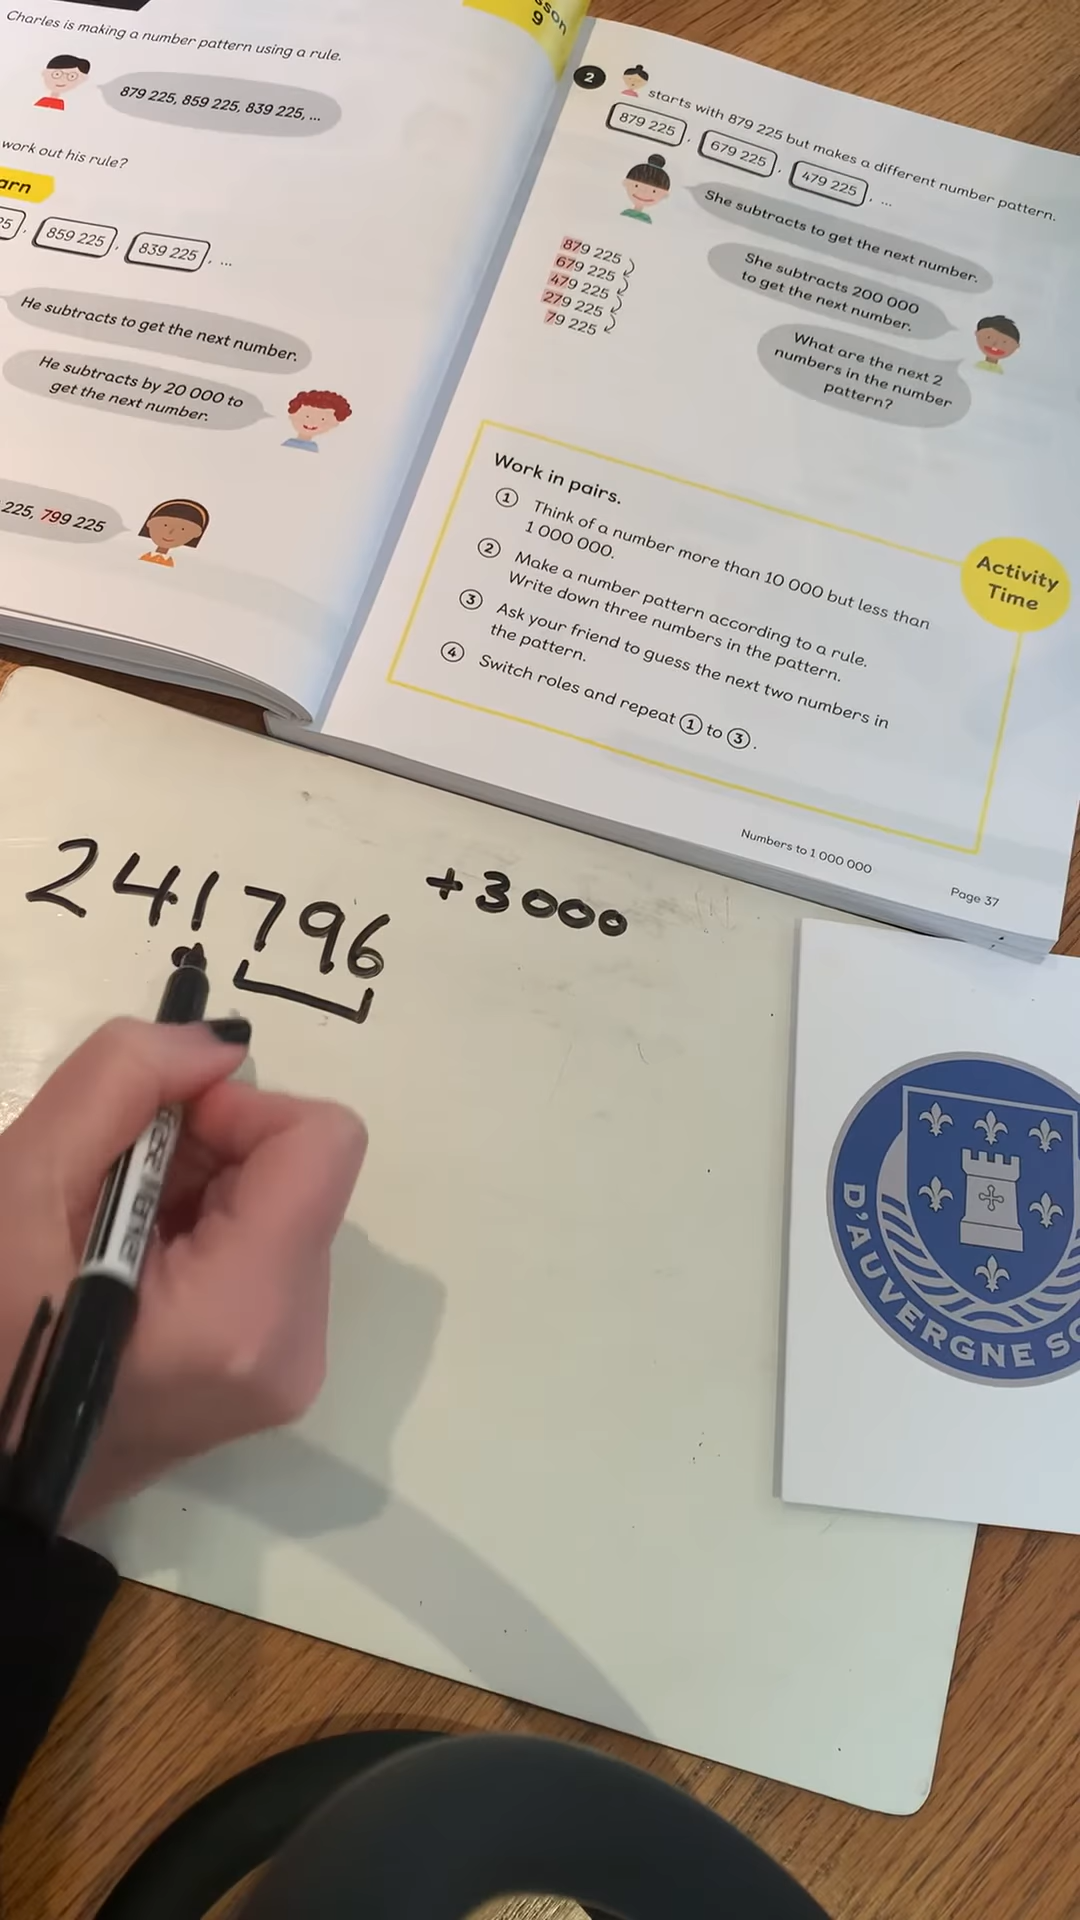 Charles is making a number pattern using a rule.
879 225, 859 225, 839 225, ...
work out his rule?
859 225 , 839 225 , ...
He subtracts to get the next number.
He subtracts by 20 000 to
get the next number.
225, 799 225
9
2 starts with 879 225 but makes a different number pattern.
879 225 , 679 225 , 479 225 , ...
She subtracts to get the next number.
She subtracts 200 000
to get the next number.
What are the next 2
numbers in the number
pattern?
879 225
679 225
479 225
279 225
79 225
Work in pairs.
1 Think of a number more than 10 000 but less than
1 000 000.
2 Make a number pattern according to a rule.
Write down three numbers in the pattern.
3 Ask your friend to guess the next two numbers in
the pattern.
4 Switch roles and repeat 1 to 3.
Activity
Time
Numbers to 1 000 000
Page 37
241796 +3000
D'AUVERGNE